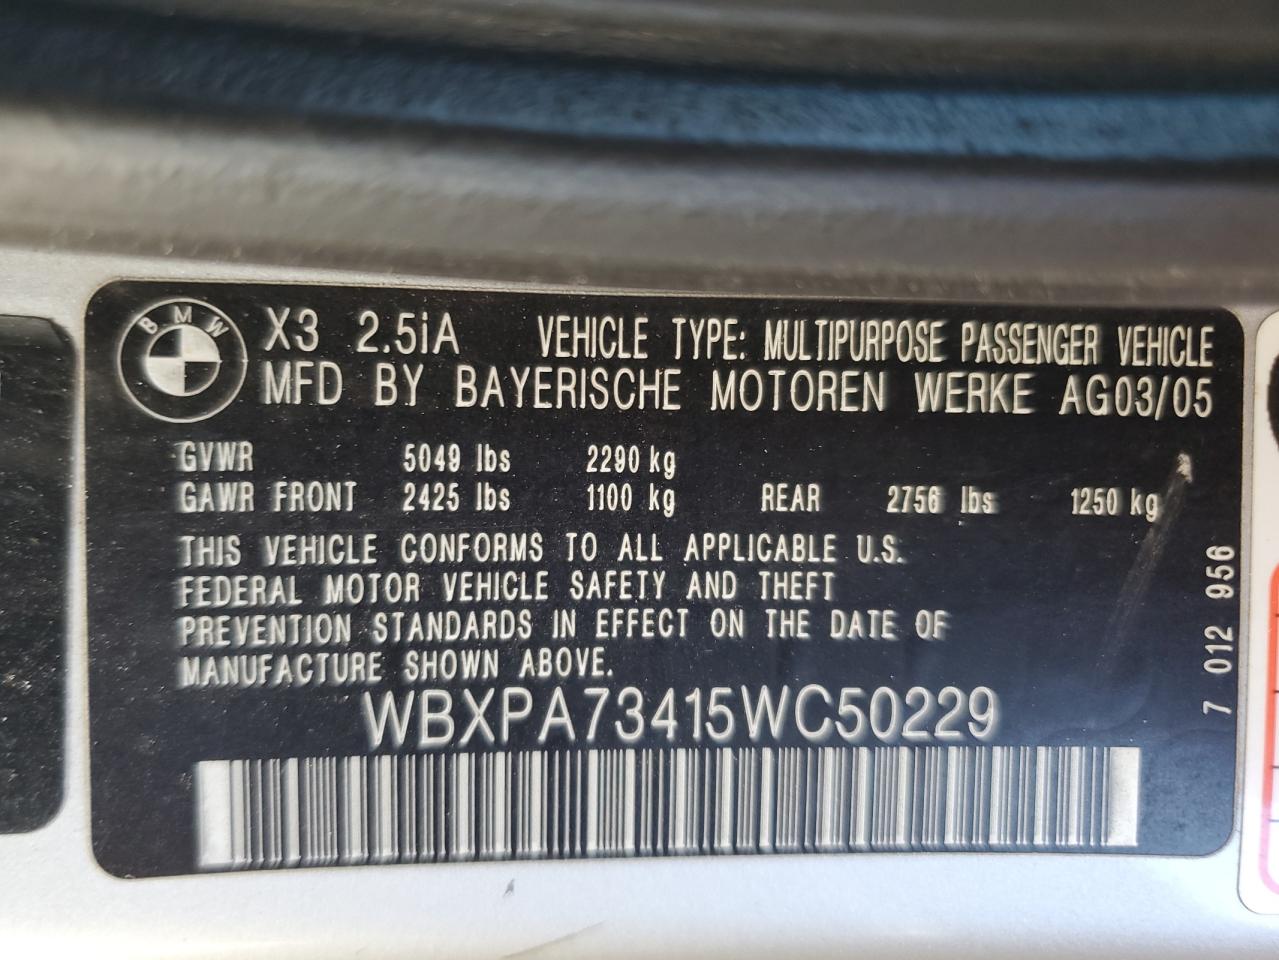 BMW
X3 2.5iA VEHICLE TYPE: MULTIPURPOSE PASSENGER VEHICLE
MFD BY BAYERISCHE MOTOREN WERKE AG03/05
GVWR 5049 lbs 2290 kg
GAWR FRONT 2425 lbs 1100 kg REAR 2756 lbs 1250 kg
THIS VEHICLE CONFORMS TO ALL APPLICABLE U.S.
FEDERAL MOTOR VEHICLE SAFETY AND THEFT
PREVENTION STANDARDS IN EFFECT ON THE DATE OF
MANUFACTURE SHOWN ABOVE.
WBXPA73415WC50229
7 012 956